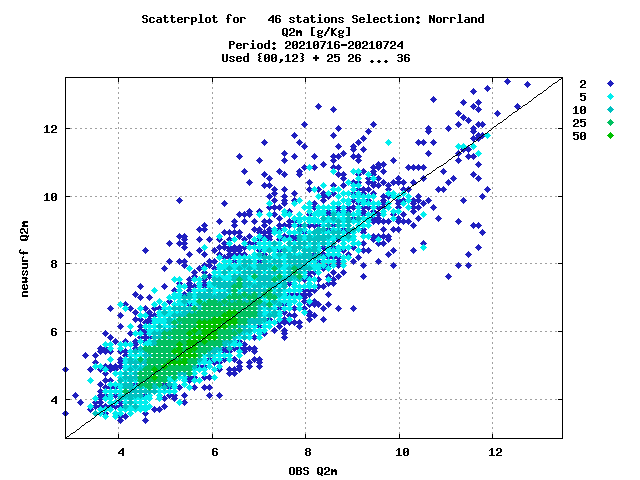 Scatterplot for   46 stations Selection: Norrland
Q2m [g/Kg]
Period: 20210716-20210724
Used {00,12} + 25 26 ... 36
2
5
10
25
50
12
10
8
6
4
newsurf Q2m
4 6 8 10 12
OBS Q2m